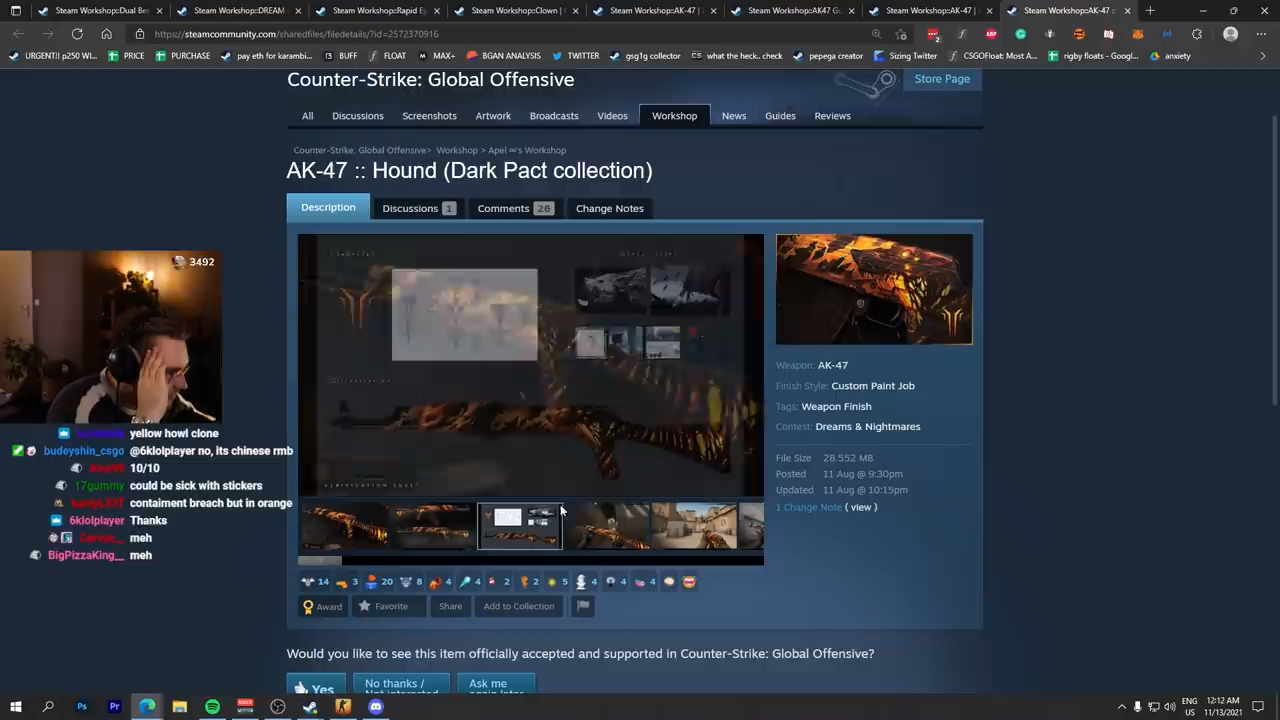 Steam Workshop::Dual Ber
Steam Workshop::DREAM
Steam Workshop::Rapid Ey
Steam Workshop::Clown |
Steam Workshop::AK-47 |
Steam Workshop::AK47 Gu
Steam Workshop::AK-47 |
Steam Workshop::AK-47 ::
https://steamcommunity.com/sharedfiles/filedetails/?id=2572370916
URGENT!! p250 WI
PRICE
PURCHASE
pay eth for karambi...
FLOAT
MAX+
BGAN ANALYSIS
TWITTER
gsg1g collector
what the heck.. check
pepega creator
Sizing Twitter
CSGOFloat: Most A...
rigby floats - Goo...
anxiety
Counter-Strike: Global Offensive
Store Page
All Discussions Screenshots Artwork Broadcasts Videos Workshop News Guides Reviews
Counter-Strike: Global Offensive> Workshop > Apel ∞'s Workshop
AK-47 :: Hound (Dark Pact collection)
Description Discussions 1 Comments 26 Change Notes
Weapon: AK-47
Finish Style: Custom Paint Job
Tags: Weapon Finish
Contest: Dreams & Nightmares
File Size 28.552 MB
Posted 11 Aug @ 9:30pm
Updated 11 Aug @ 10:15pm
1 Change Note ( view )
3492
yellow howl clone
budeyshin_csgo @6klolplayer no, its chinese rmb
10/10
17gummy could be sick with stickers
containment breach but in orange
6klolplayer Thanks
meh
BigPizzaKing__ meh
14 3 20 8 4 4 2 2 5 4 4 4
Award Favorite Share Add to Collection
Would you like to see this item officially accepted and supported in Counter-Strike: Global Offensive?
Yes
No thanks /
Not interested
Ask me
again later
ENG
US
12:12 AM
11/13/2021